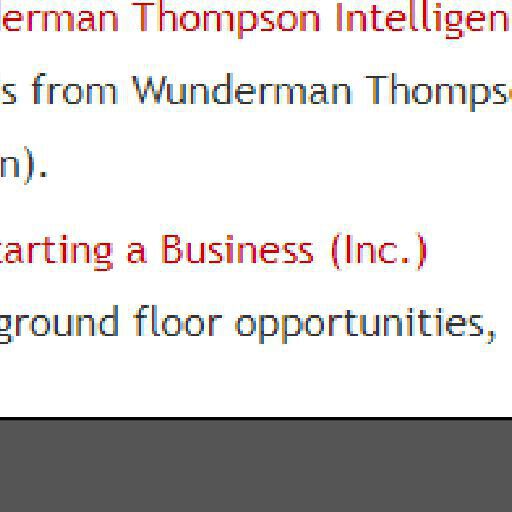 erman Thompson Intelligen
s from Wunderman Thomps
n).
tarting a Business (Inc.)
ground floor opportunities,